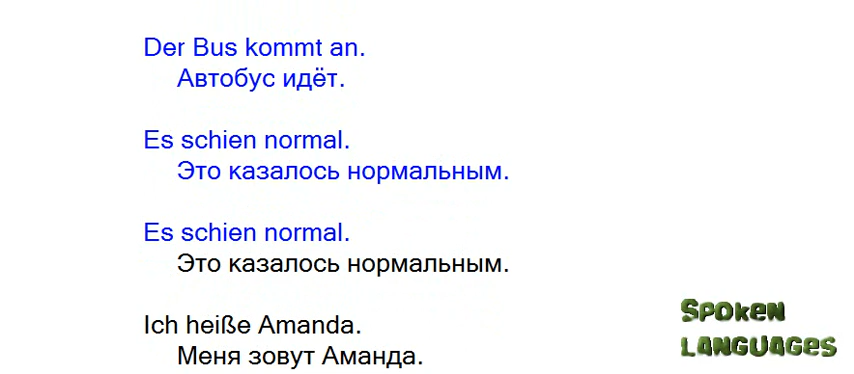 Der Bus kommt an.
Автобус идёт.
Es schien normal.
Это казалось нормальным.
Es schien normal.
Это казалось нормальным.
Ich heiße Amanda.
Меня зовут Аманда.
Spoken
Languages